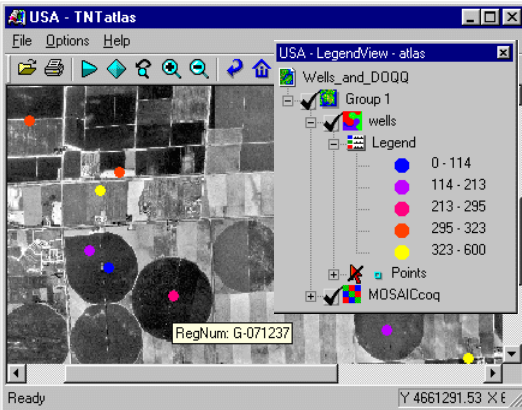 USA - TNTatlas
File Options Help
USA - LegendView - atlas
Wells_and_DOQQ
Group 1
wells
Legend
0 - 114
114 - 213
213 - 295
295 - 323
323 - 600
Points
MOSAICcoq
RegNum: G-071237
Ready
Y 4661291.53 X